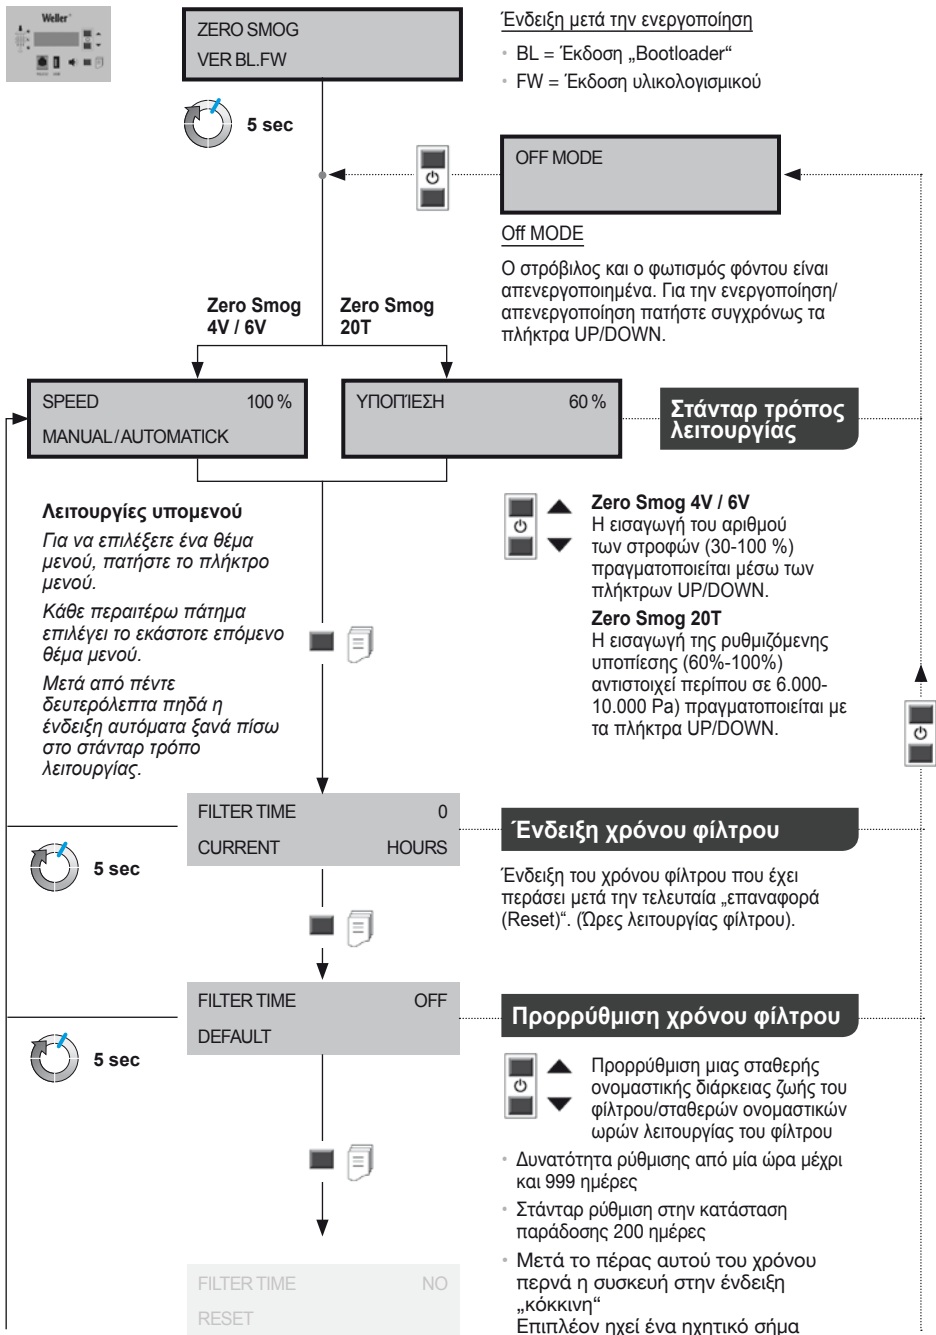 Weller
ZERO SMOG
VER BL.FW
Ένδειξη μετά την ενεργοποίηση
• BL = Έκδοση „Bootloader“
• FW = Έκδοση υλικολογισμικού
5 sec
OFF MODE
Off MODE
Ο στρόβιλος και ο φωτισμός φόντου είναι
απενεργοποιημένα. Για την ενεργοποίηση/
απενεργοποίηση πατήστε συγχρόνως τα
πλήκτρα UP/DOWN.
Zero Smog
4V / 6V
Zero Smog
20T
SPEED 100 %
MANUAL / AUTOMATICK
ΥΠΟΠΊΕΣΗ 60 %
Στάνταρ τρόπος
λειτουργίας
Λειτουργίες υπομενού
Για να επιλέξετε ένα θέμα
μενού, πατήστε το πλήκτρο
μενού.
Κάθε περαιτέρω πάτημα
επιλέγει το εκάστοτε επόμενο
θέμα μενού.
Μετά από πέντε
δευτερόλεπτα πηδά η
ένδειξη αυτόματα ξανά πίσω
στο στάνταρ τρόπο
λειτουργίας.
Zero Smog 4V / 6V
Η εισαγωγή του αριθμού
των στροφών (30-100 %)
πραγματοποιείται μέσω των
πλήκτρων UP/DOWN.
Zero Smog 20T
Η εισαγωγή της ρυθμιζόμενης
υποπίεσης (60%-100%)
αντιστοιχεί περίπου σε 6.000-
10.000 Pa) πραγματοποιείται με
τα πλήκτρα UP/DOWN.
FILTER TIME 0
CURRENT HOURS
5 sec
Ένδειξη χρόνου φίλτρου
Ένδειξη του χρόνου φίλτρου που έχει
περάσει μετά την τελευταία „επαναφορά
(Reset)“. (Ώρες λειτουργίας φίλτρου).
FILTER TIME OFF
DEFAULT
5 sec
Προρρύθμιση χρόνου φίλτρου
Προρρύθμιση μιας σταθερής
ονομαστικής διάρκειας ζωής του
φίλτρου/σταθερών ονομαστικών
ωρών λειτουργίας του φίλτρου
• Δυνατότητα ρύθμισης από μία ώρα μέχρι
και 999 ημέρες
• Στάνταρ ρύθμιση στην κατάσταση
παράδοσης 200 ημέρες
• Μετά το πέρας αυτού του χρόνου
περνά η συσκευή στην ένδειξη
„κόκκινη“
Επιπλέον ηχεί ένα ηχητικό σήμα
FILTER TIME NO
RESET